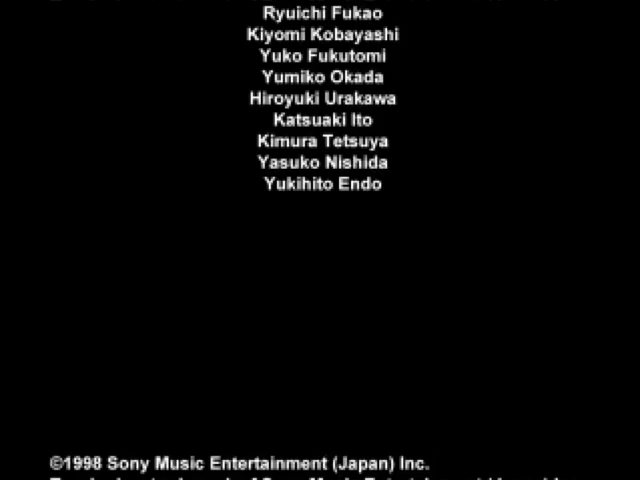 Ryuichi Fukao
Kiyomi Kobayashi
Yuko Fukutomi
Yumiko Okada
Hiroyuki Urakawa
Katsuaki Ito
Kimura Tetsuya
Yasuko Nishida
Yukihito Endo
©1998 Sony Music Entertainment (Japan) Inc.